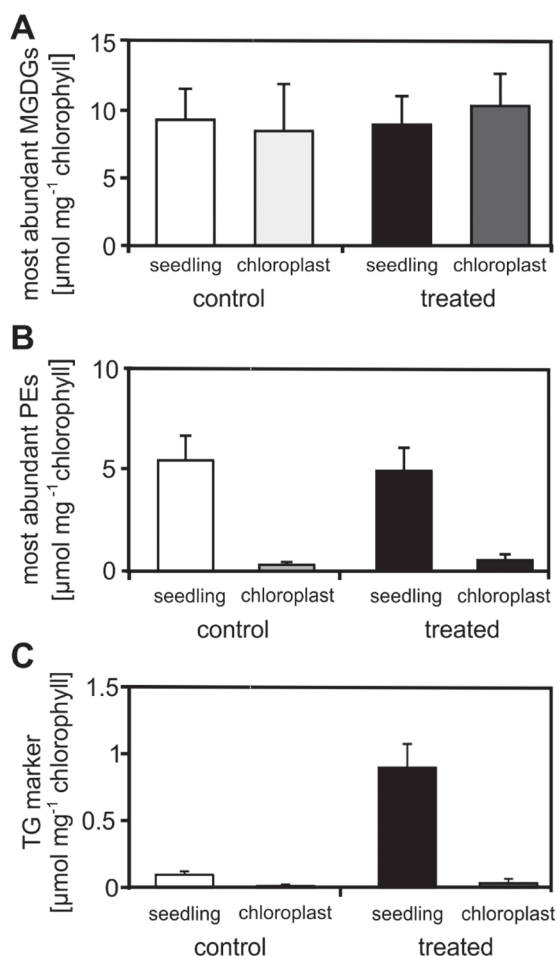 A
most abundant MGDGs
[µmol mg⁻¹ chlorophyll]
15
10
5
0
seedling chloroplast seedling chloroplast
control treated
B
most abundant PEs
[µmol mg⁻¹ chlorophyll]
10
5
0
seedling chloroplast seedling chloroplast
control treated
C
TG marker
[µmol mg⁻¹ chlorophyll]
1.5
1
0.5
0
seedling chloroplast seedling chloroplast
control treated